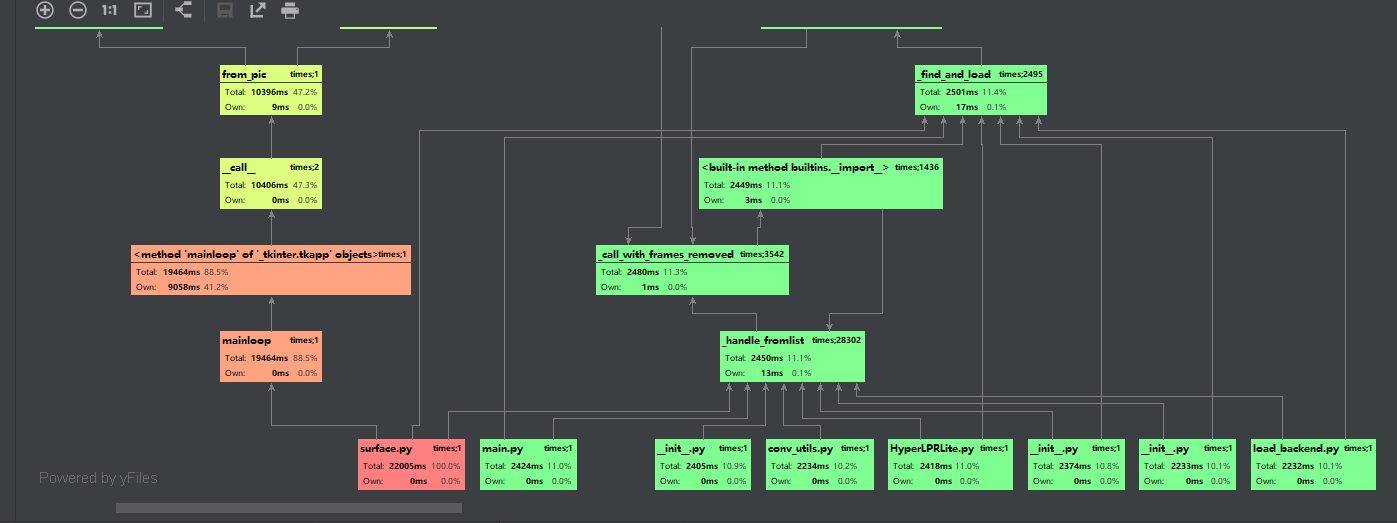 1:1
from_pic times;1
Total: 10396ms 47.2%
Own: 9ms 0.0%
_find_and_load times;2495
Total: 2501ms 11.4%
Own: 17ms 0.1%
__call__ times;2
Total: 10406ms 47.3%
Own: 0ms 0.0%
<built-in method builtins.__import__> times;1436
Total: 2449ms 11.1%
Own: 3ms 0.0%
<method 'mainloop' of '_tkinter.tkapp' objects>times;1
Total: 19464ms 88.5%
Own: 9058ms 41.2%
_call_with_frames_removed times;3542
Total: 2480ms 11.3%
Own: 1ms 0.0%
mainloop times;1
Total: 19464ms 88.5%
Own: 0ms 0.0%
_handle_fromlist times;28302
Total: 2450ms 11.1%
Own: 13ms 0.1%
surface.py times;1
Total: 22005ms 100.0%
Own: 0ms 0.0%
main.py times;1
Total: 2424ms 11.0%
Own: 0ms 0.0%
__init__.py times;1
Total: 2405ms 10.9%
Own: 0ms 0.0%
conv_utils.py times;1
Total: 2234ms 10.2%
Own: 0ms 0.0%
HyperLPRLite.py times;1
Total: 2418ms 11.0%
Own: 0ms 0.0%
__init__.py times;1
Total: 2374ms 10.8%
Own: 0ms 0.0%
__init__.py times;1
Total: 2233ms 10.1%
Own: 0ms 0.0%
load_backend.py times;1
Total: 2232ms 10.1%
Own: 0ms 0.0%
Powered by yFiles